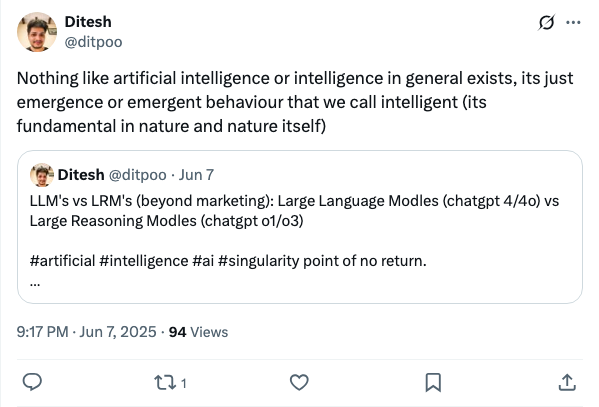 Ditesh
@ditpoo
Nothing like artificial intelligence or intelligence in general exists, its just
emergence or emergent behaviour that we call intelligent (its
fundamental in nature and nature itself)
Ditesh @ditpoo · Jun 7
LLM's vs LRM's (beyond marketing): Large Language Modles (chatgpt 4/4o) vs
Large Reasoning Modles (chatgpt o1/o3)
#artificial #intelligence #ai #singularity point of no return.
...
9:17 PM · Jun 7, 2025 · 94 Views
1